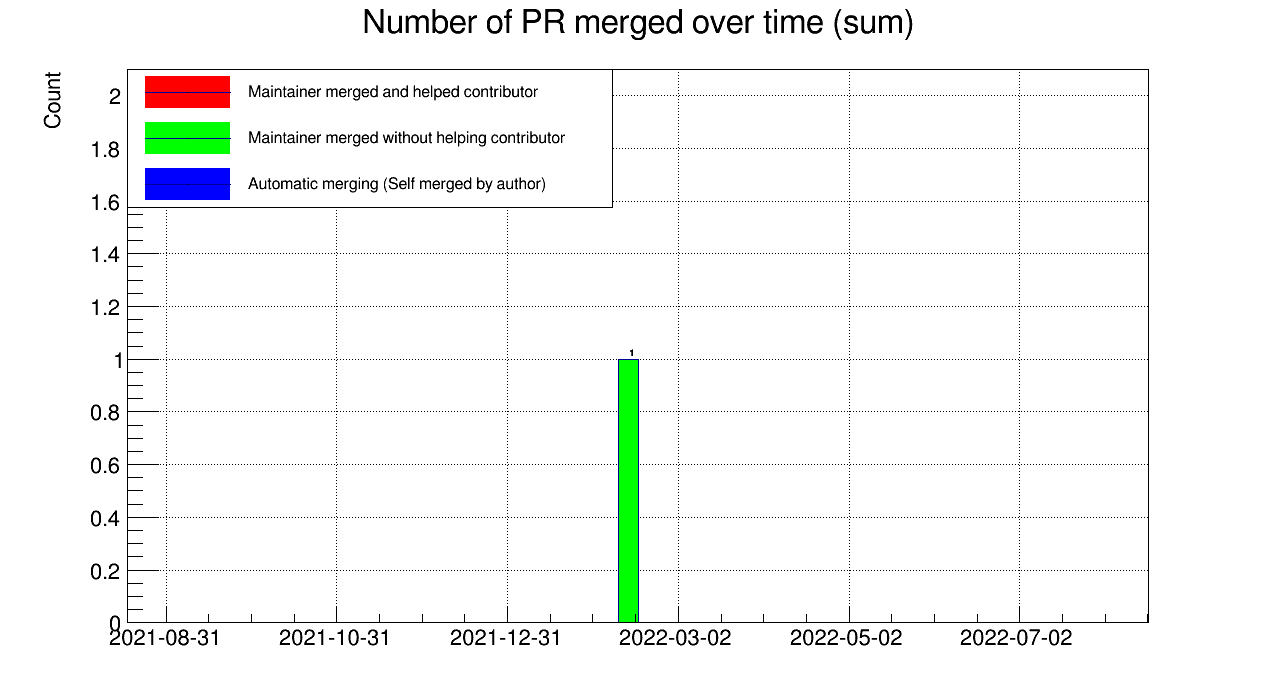 Number of PR merged over time (sum)
Count
Maintainer merged and helped contributor
Maintainer merged without helping contributor
Automatic merging (Self merged by author)
2
1.8
1.6
1.4
1.2
1
0.8
0.6
0.4
0.2
0
1
2021-08-31 2021-10-31 2021-12-31 2022-03-02 2022-05-02 2022-07-02